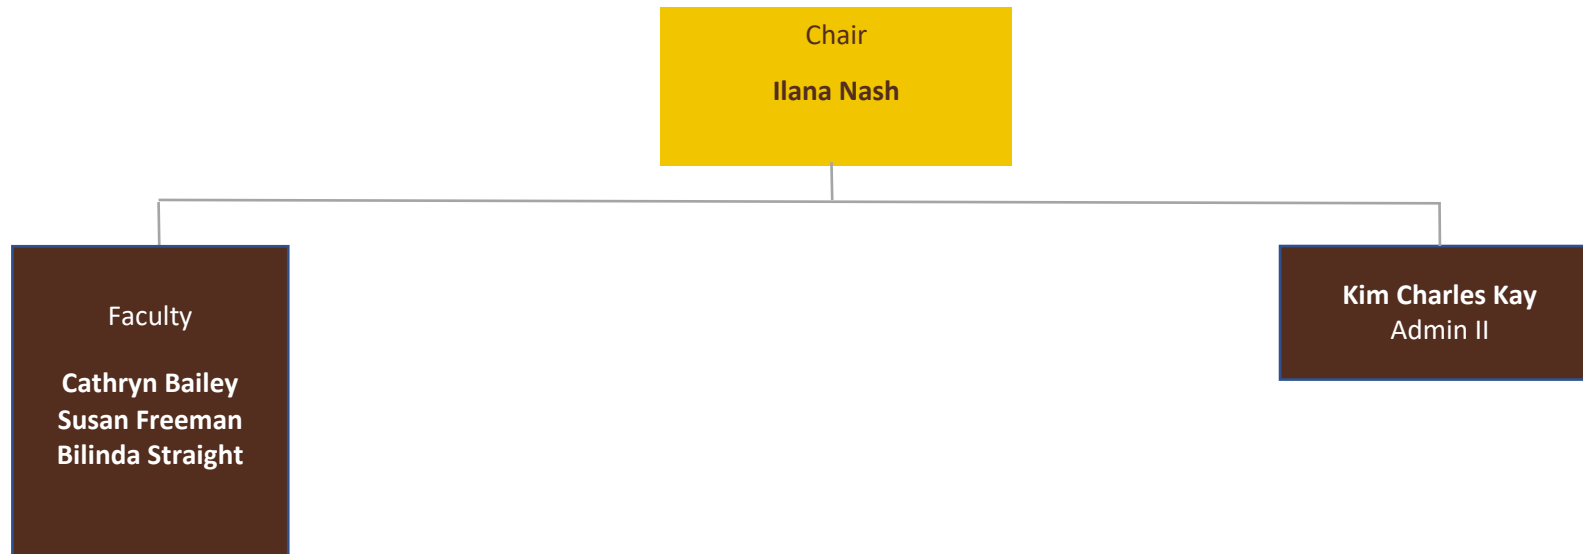 Chair
Ilana Nash
Faculty
Cathryn Bailey
Susan Freeman
Bilinda Straight
Kim Charles Kay
Admin II